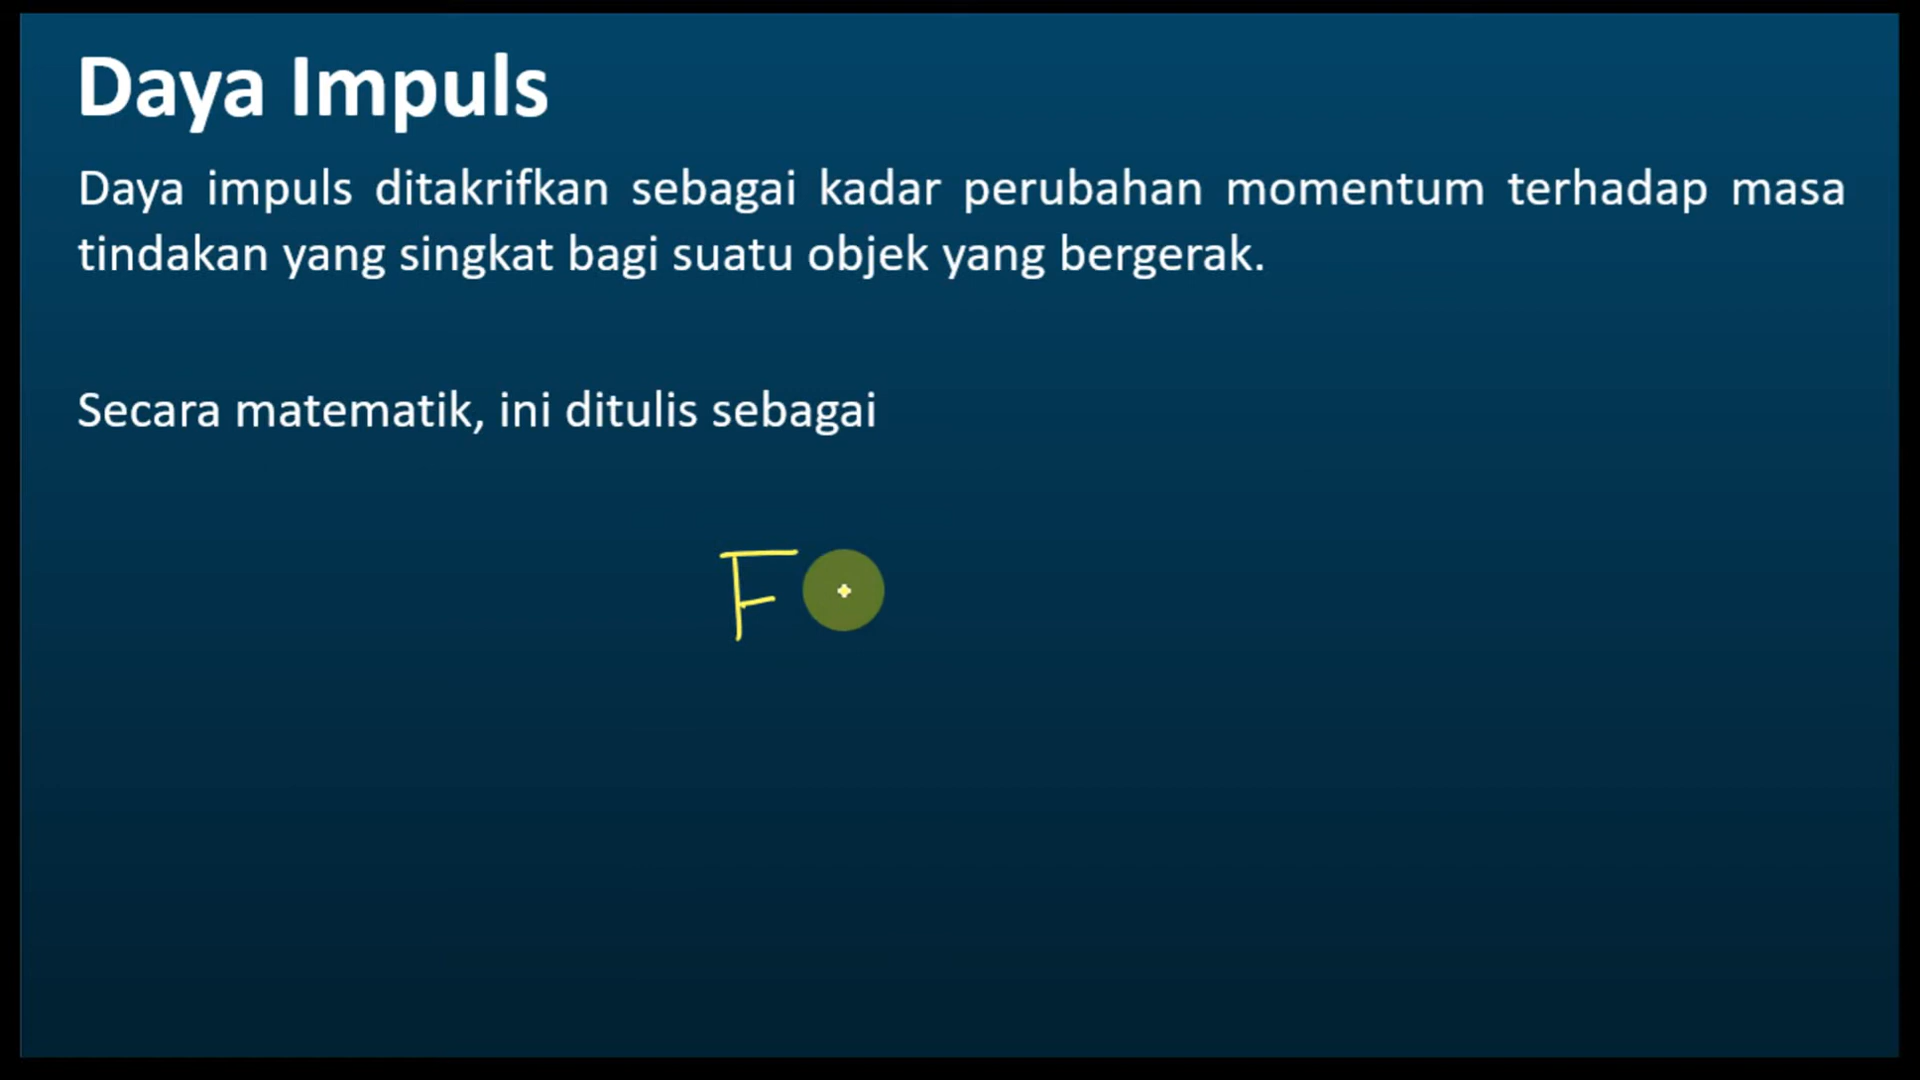 Daya Impuls
Daya impuls ditakrifkan sebagai kadar perubahan momentum terhadap masa
tindakan yang singkat bagi suatu objek yang bergerak.
Secara matematik, ini ditulis sebagai
F